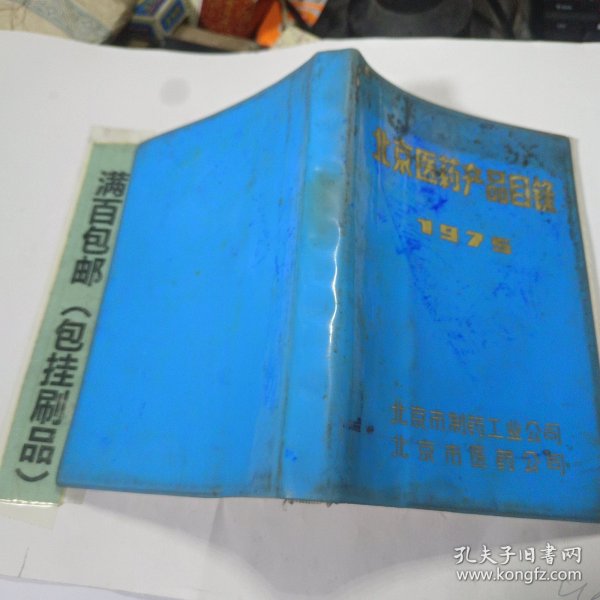 满百包邮（包挂刷品）
北京医药产品目录
1975
北京市制药工业公司
北京市医药公司
孔夫子旧书网
www.kongfz.com